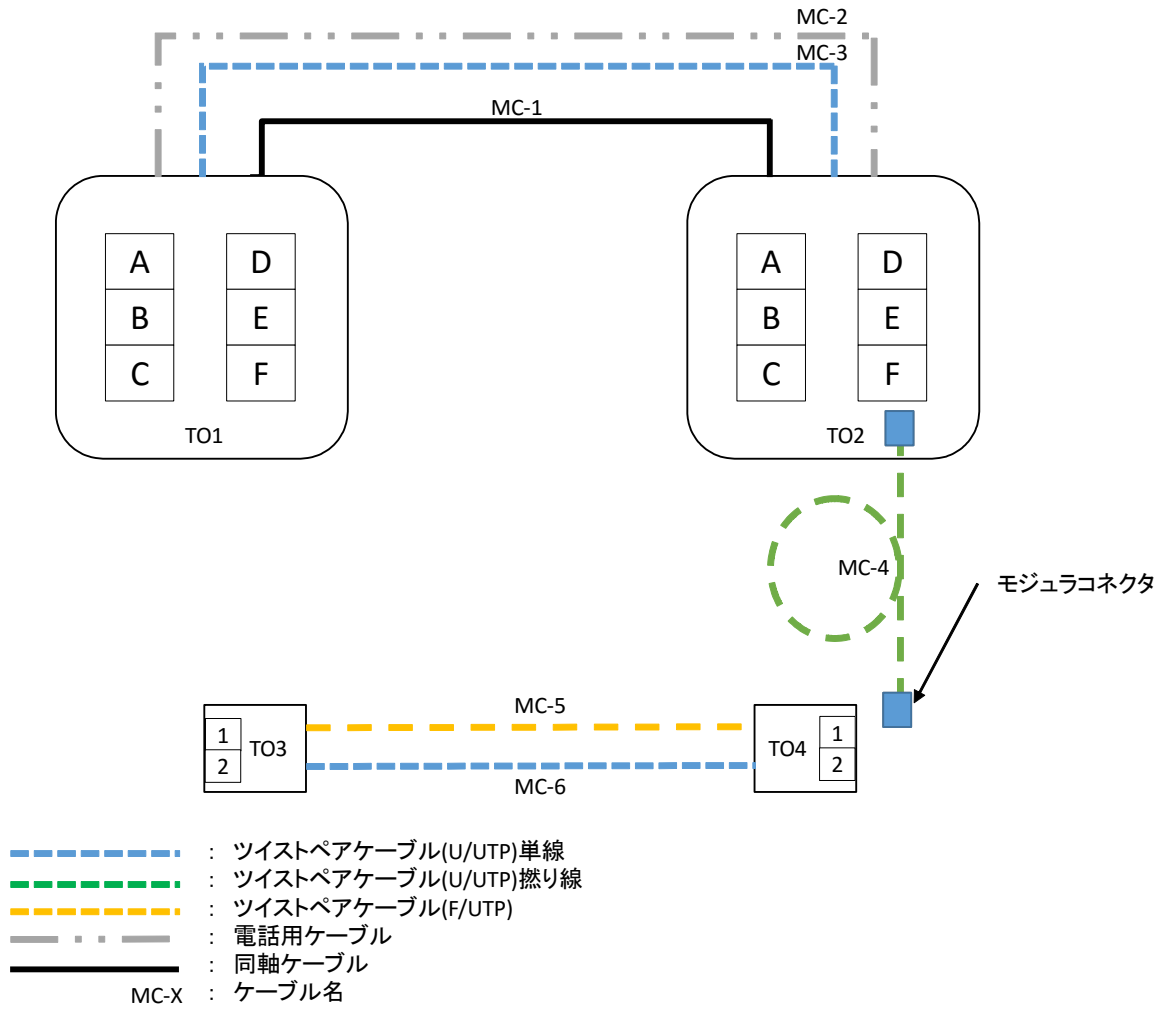 MC-2
MC-3
MC-1
A D
B E
C F
TO1
A D
B E
C F
TO2
MC-4
モジュラコネクタ
MC-5
1
2
TO3
TO4
1
2
MC-6
: ツイストペアケーブル(U/UTP)単線
: ツイストペアケーブル(U/UTP)撚り線
: ツイストペアケーブル(F/UTP)
: 電話用ケーブル
: 同軸ケーブル
MC-X : ケーブル名